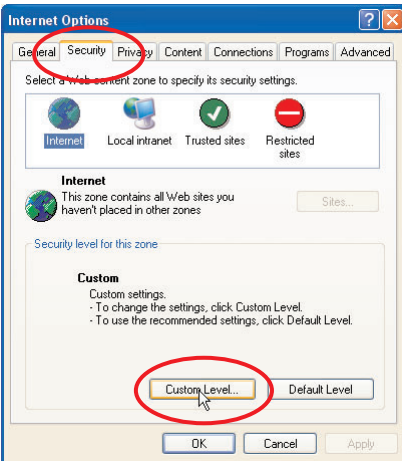 Internet Options
General Security Privacy Content Connections Programs Advanced
Select a Web content zone to specify its security settings.
Internet Local intranet Trusted sites Restricted sites
Internet
This zone contains all Web sites you
haven't placed in other zones
Sites...
Security level for this zone
Custom
Custom settings.
- To change the settings, click Custom Level.
- To use the recommended settings, click Default Level.
Custom Level... Default Level
OK Cancel Apply